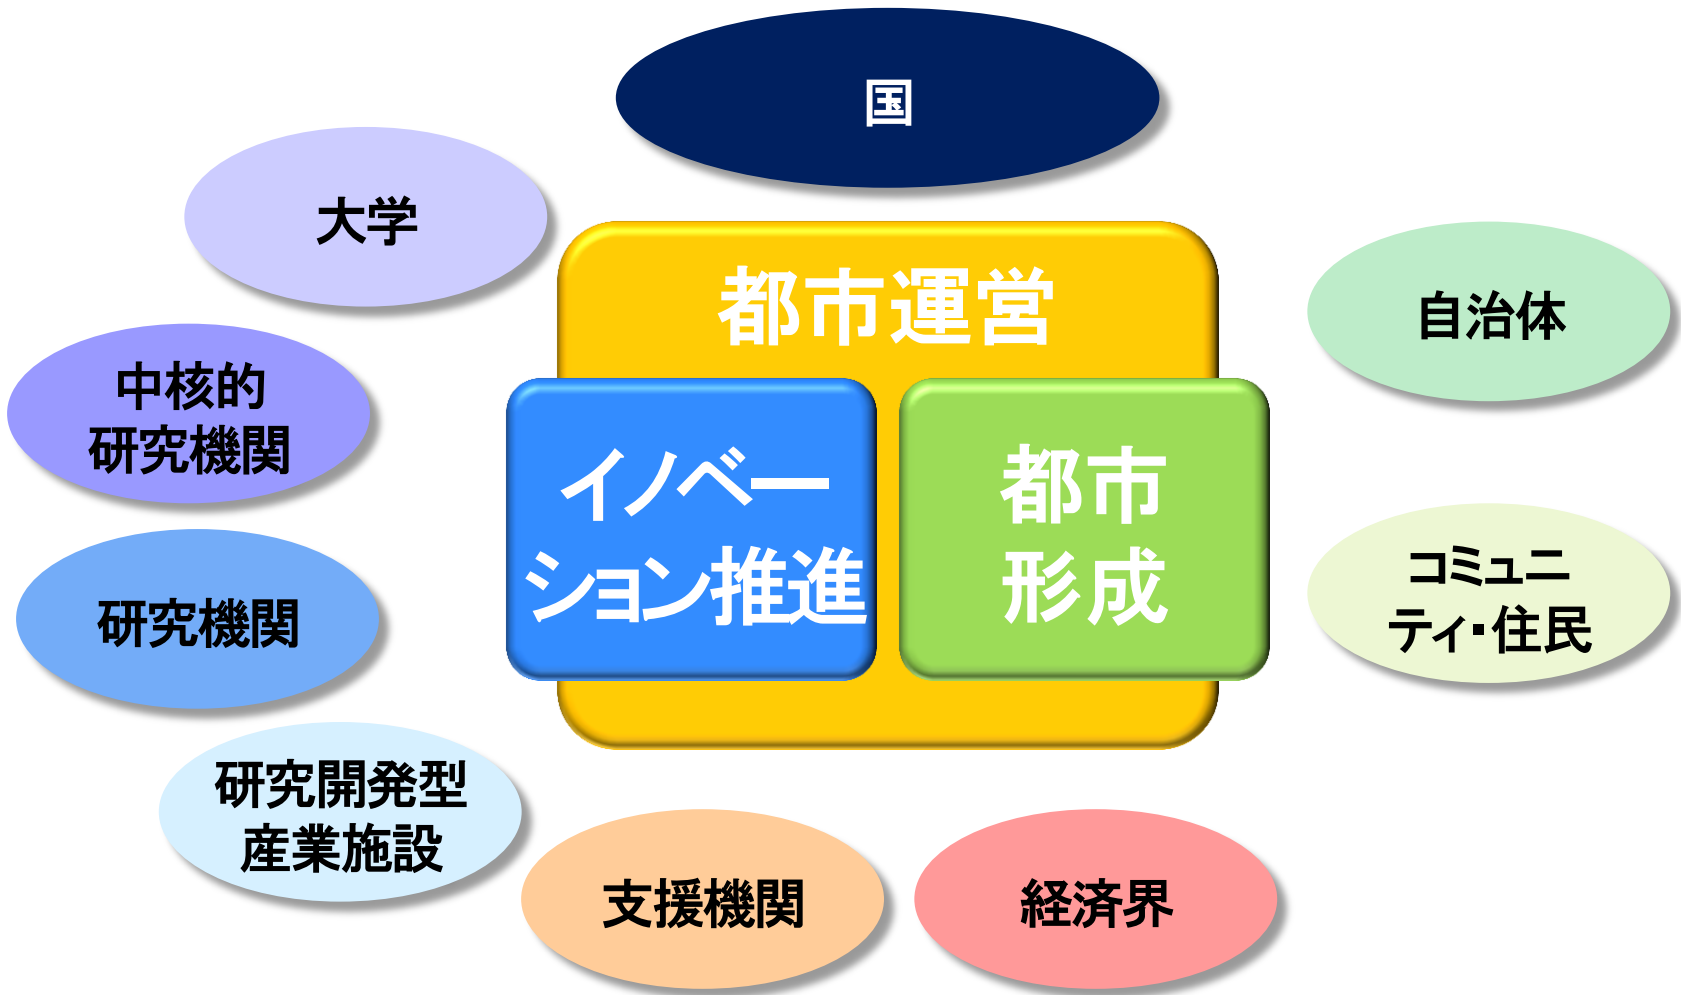 国
大学
都市運営
自治体
中核的
研究機関
イノベー
ション推進
都市
形成
コミュニ
ティ・住民
研究機関
研究開発型
産業施設
支援機関
経済界